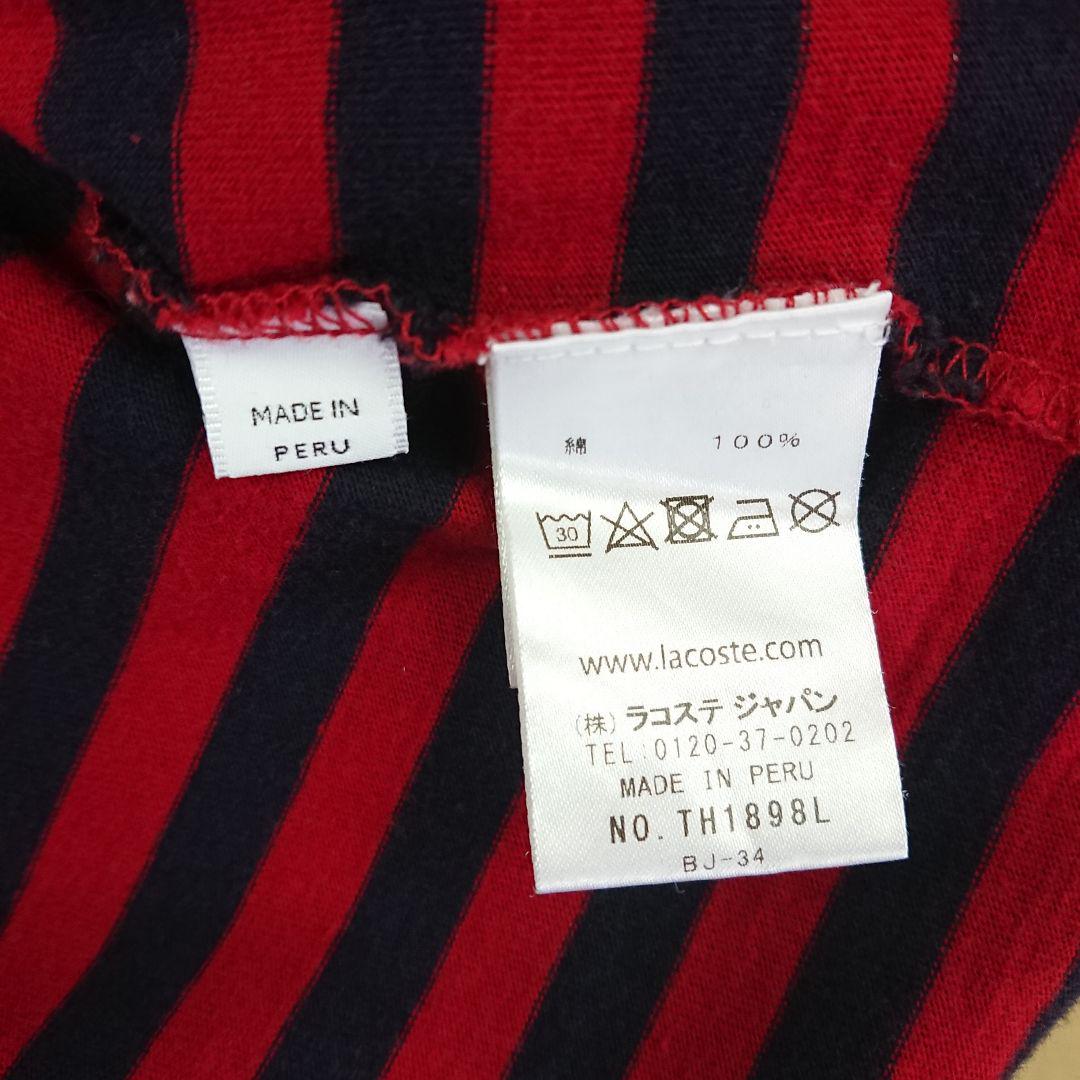 MADE IN
PERU
綿 100%
30
www.lacoste.com
(株) ラコステ ジャパン
TEL:0120-37-0202
MADE IN PERU
NO. TH1898L
BJ-34